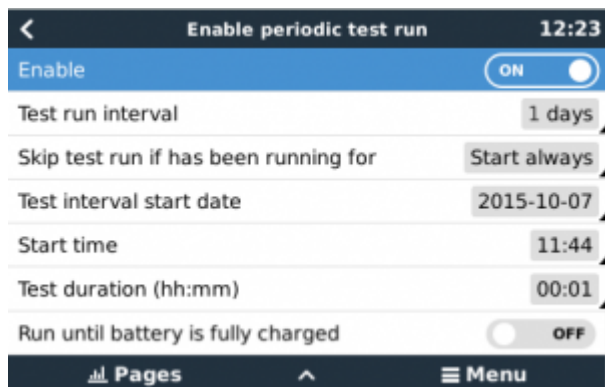 Enable periodic test run 12:23
Enable ON
Test run interval 1 days
Skip test run if has been running for Start always
Test interval start date 2015-10-07
Start time 11:44
Test duration (hh:mm) 00:01
Run until battery is fully charged OFF
Pages Menu